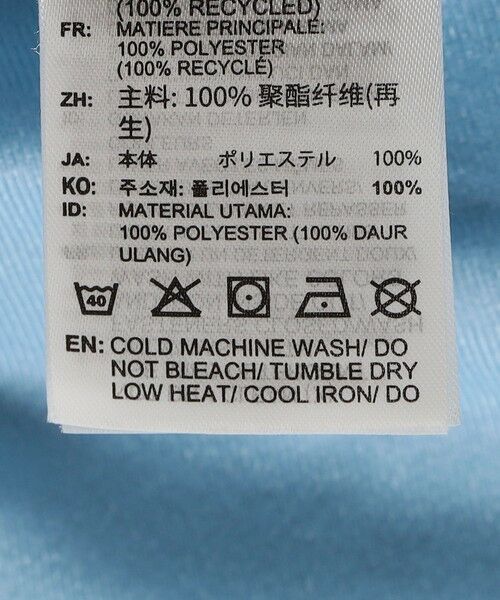 (100% RECYCLED)
FR: MATIERE PRINCIPALE:
100% POLYESTER
(100% RECYCLÉ)
ZH: 主料: 100% 聚酯纤维(再
生)
JA: 本体 ポリエステル 100%
KO: 주소재: 폴리에스터 100%
ID: MATERIAL UTAMA:
100% POLYESTER (100% DAUR
ULANG)
40
EN: COLD MACHINE WASH/ DO
NOT BLEACH/ TUMBLE DRY
LOW HEAT/ COOL IRON/ DO